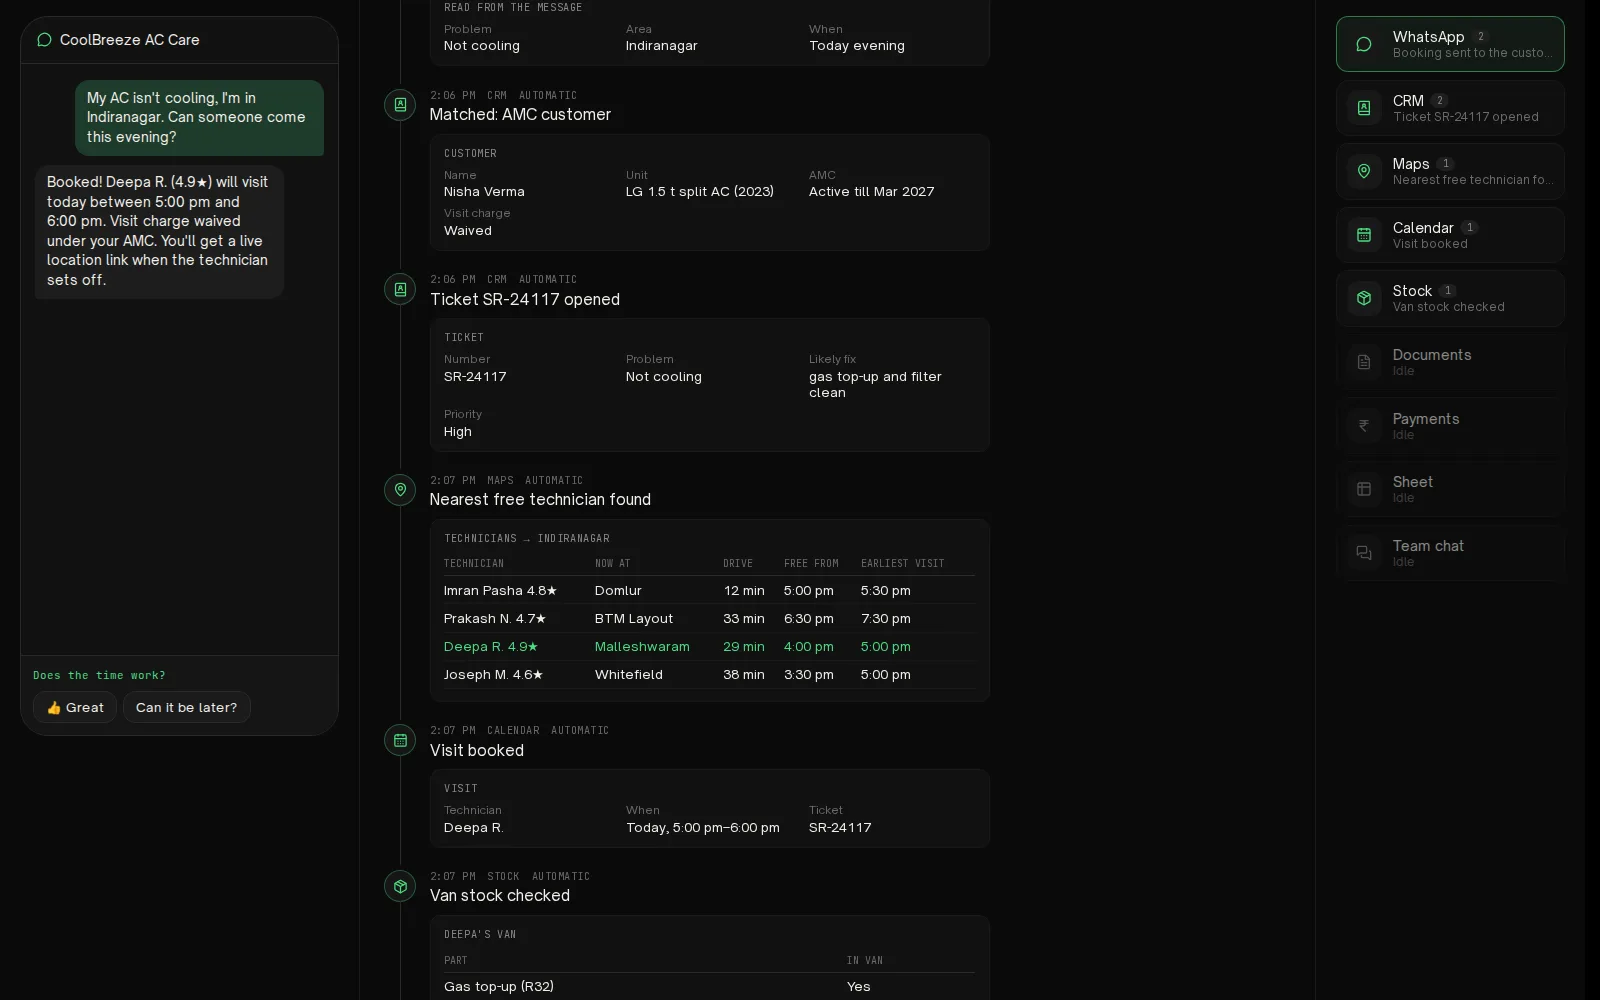 CoolBreeze AC Care
My AC isn't cooling, I'm in
Indiranagar. Can someone come
this evening?
Booked! Deepa R. (4.9★) will visit
today between 5:00 pm and
6:00 pm. Visit charge waived
under your AMC. You'll get a live
location link when the technician
sets off.
Does the time work?
👍 Great
Can it be later?
READ FROM THE MESSAGE
Problem Area When
Not cooling Indiranagar Today evening
2:06 PM CRM AUTOMATIC
Matched: AMC customer
CUSTOMER
Name Unit AMC
Nisha Verma LG 1.5 t split AC (2023) Active till Mar 2027
Visit charge
Waived
2:06 PM CRM AUTOMATIC
Ticket SR-24117 opened
TICKET
Number Problem Likely fix
SR-24117 Not cooling gas top-up and filter
clean
Priority
High
2:07 PM MAPS AUTOMATIC
Nearest free technician found
TECHNICIANS → INDIRANAGAR
TECHNICIAN NOW AT DRIVE FREE FROM EARLIEST VISIT
Imran Pasha 4.8★ Domlur 12 min 5:00 pm 5:30 pm
Prakash N. 4.7★ BTM Layout 33 min 6:30 pm 7:30 pm
Deepa R. 4.9★ Malleshwaram 29 min 4:00 pm 5:00 pm
Joseph M. 4.6★ Whitefield 38 min 3:30 pm 5:00 pm
2:07 PM CALENDAR AUTOMATIC
Visit booked
VISIT
Technician When Ticket
Deepa R. Today, 5:00 pm–6:00 pm SR-24117
2:07 PM STOCK AUTOMATIC
Van stock checked
DEEPA'S VAN
PART IN VAN
Gas top-up (R32) Yes
WhatsApp 2
Booking sent to the custo…
CRM 2
Ticket SR-24117 opened
Maps 1
Nearest free technician fo…
Calendar 1
Visit booked
Stock 1
Van stock checked
Documents
Idle
Payments
Idle
Sheet
Idle
Team chat
Idle